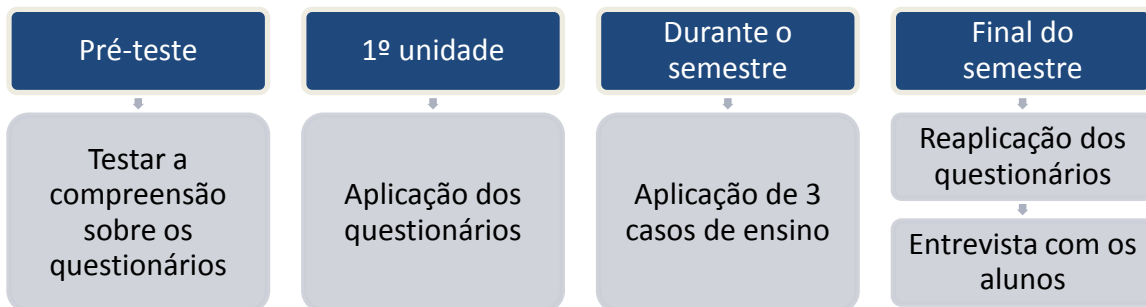 Pré-teste
Testar a
compreensão
sobre os
questionários
1º unidade
Aplicação dos
questionários
Durante o
semestre
Aplicação de 3
casos de ensino
Final do
semestre
Reaplicação dos
questionários
Entrevista com os
alunos